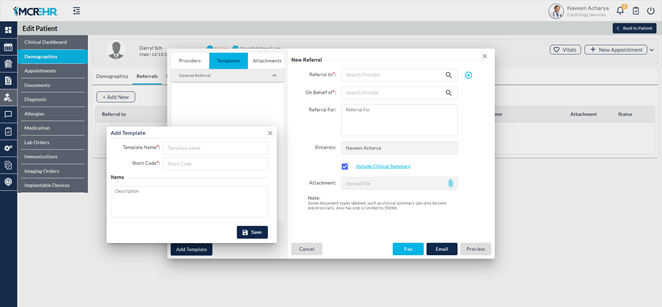 MCREHR
Naveen Acharya
Cardiology Services
Edit Patient
Back to Patient
Clinical Dashboard
Demographics
Appointments
Documents
Diagnosis
Allergies
Medication
Lab Orders
Immunizations
Imaging Orders
Implantable Devices
Darryl Sch
Male | 12/15/2
Vitals
New Appointment
Demographics
Referrals
+ Add New
Referral to
Attachment
Status
Providers
Templates
Attachments
General Referral
Add Template
New Referral
Referral to*:
Search Provider
On Behalf of*:
Search Provider
Referral For:
Referral For
Sincerely:
Naveen Acharya
Include Clinical Summary
Attachment:
Upload File
Note:
Some document types labeled, such as clinical summary can only be sent
electronically. Also fax size is limited to 500kb.
Cancel
Fax
Email
Preview
Add Template
Template Name*:
Template name
Short Code*:
Short Code
Items
Description
Save